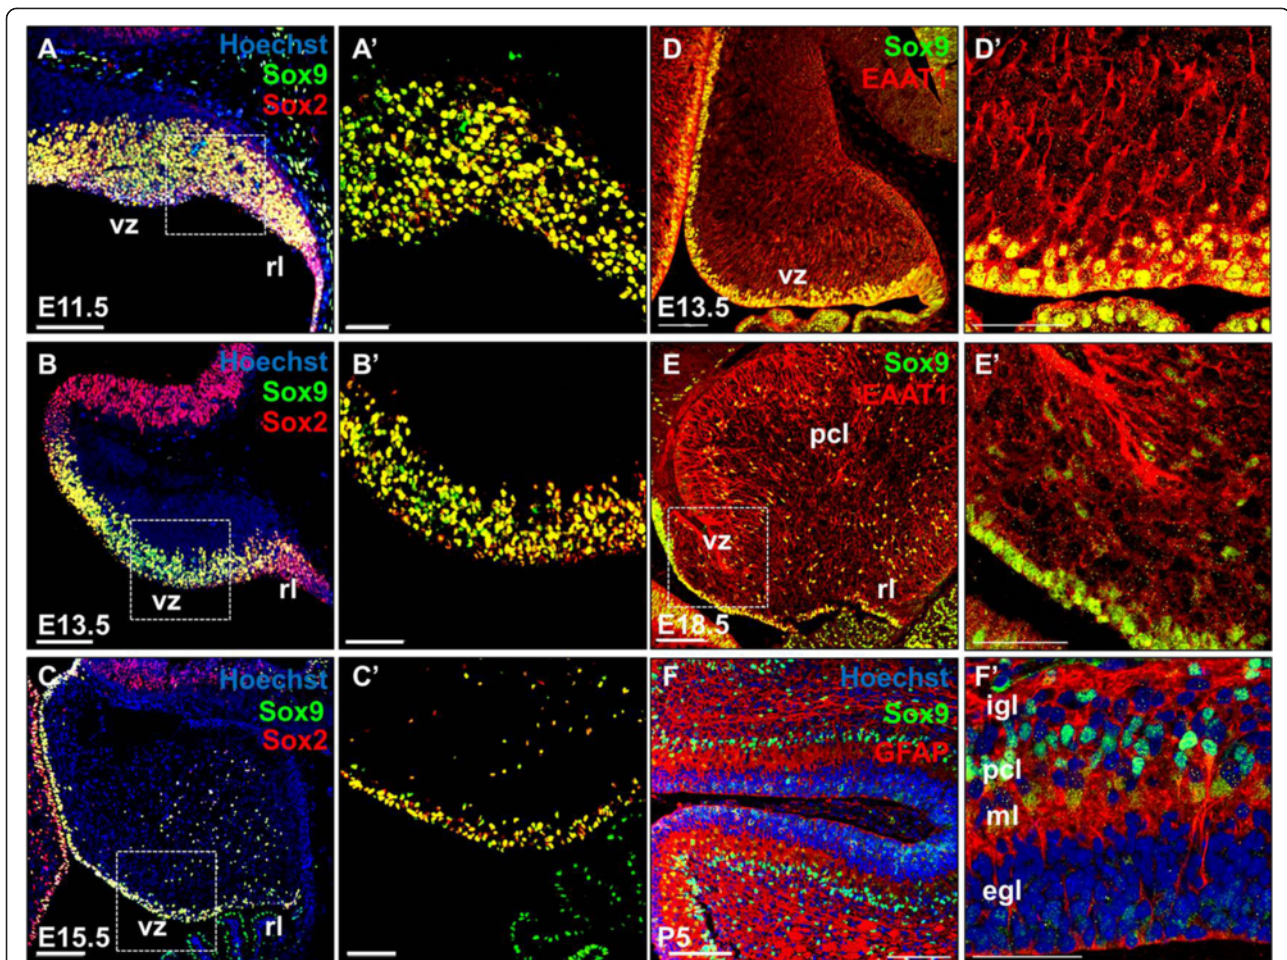 A
Hoechst
Sox9
Sox2
vz
rl
E11.5
A'
D
Sox9
EAAT1
vz
E13.5
D'
B
Hoechst
Sox9
Sox2
vz
rl
E13.5
B'
E
Sox9
EAAT1
pcl
vz
rl
E18.5
E'
C
Hoechst
Sox9
Sox2
vz
rl
E15.5
C'
F
Hoechst
Sox9
GFAP
P5
F'
igl
pcl
ml
egl